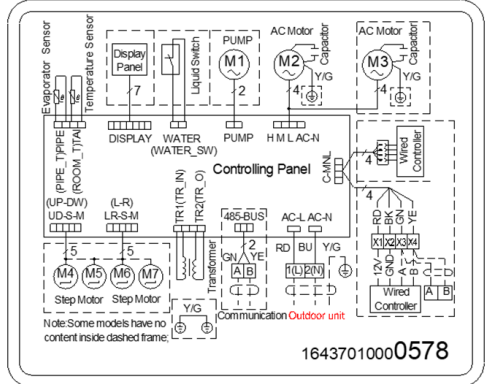 Evaporator Sensor
Temperature Sensor
Display
Panel
7
Liquid Switch
PUMP
M1
2
AC Motor
M2
Capacitor
Y/G
4
AC Motor
M3
Capacitor
Y/G
4
(PIPE_T)PIPE
(ROOM_T)TAI
DISPLAY
WATER
(WATER_SW)
PUMP
H M L AC-N
Controlling Panel
C-MNL
4
Wired
Controller
4
(UP-DW)
UD-S-M
(L-R)
LR-S-M
TR1(TR_IN)
TR2(TR_O)
485-BUS
AC-L AC-N
RD
BK
GN
YE
5
5
2
GN
YE
RD
BU
Y/G
X1
X2
X3
X4
M4
M5
M6
M7
Transformer
A
B
1(L)
2(N)
12V
GND
A
B
C
D
Step Motor
Step Motor
Y/G
Wired
Controller
A
B
Communication
Outdoor unit
Note:Some models have no
content inside dashed frame;
16437010000578